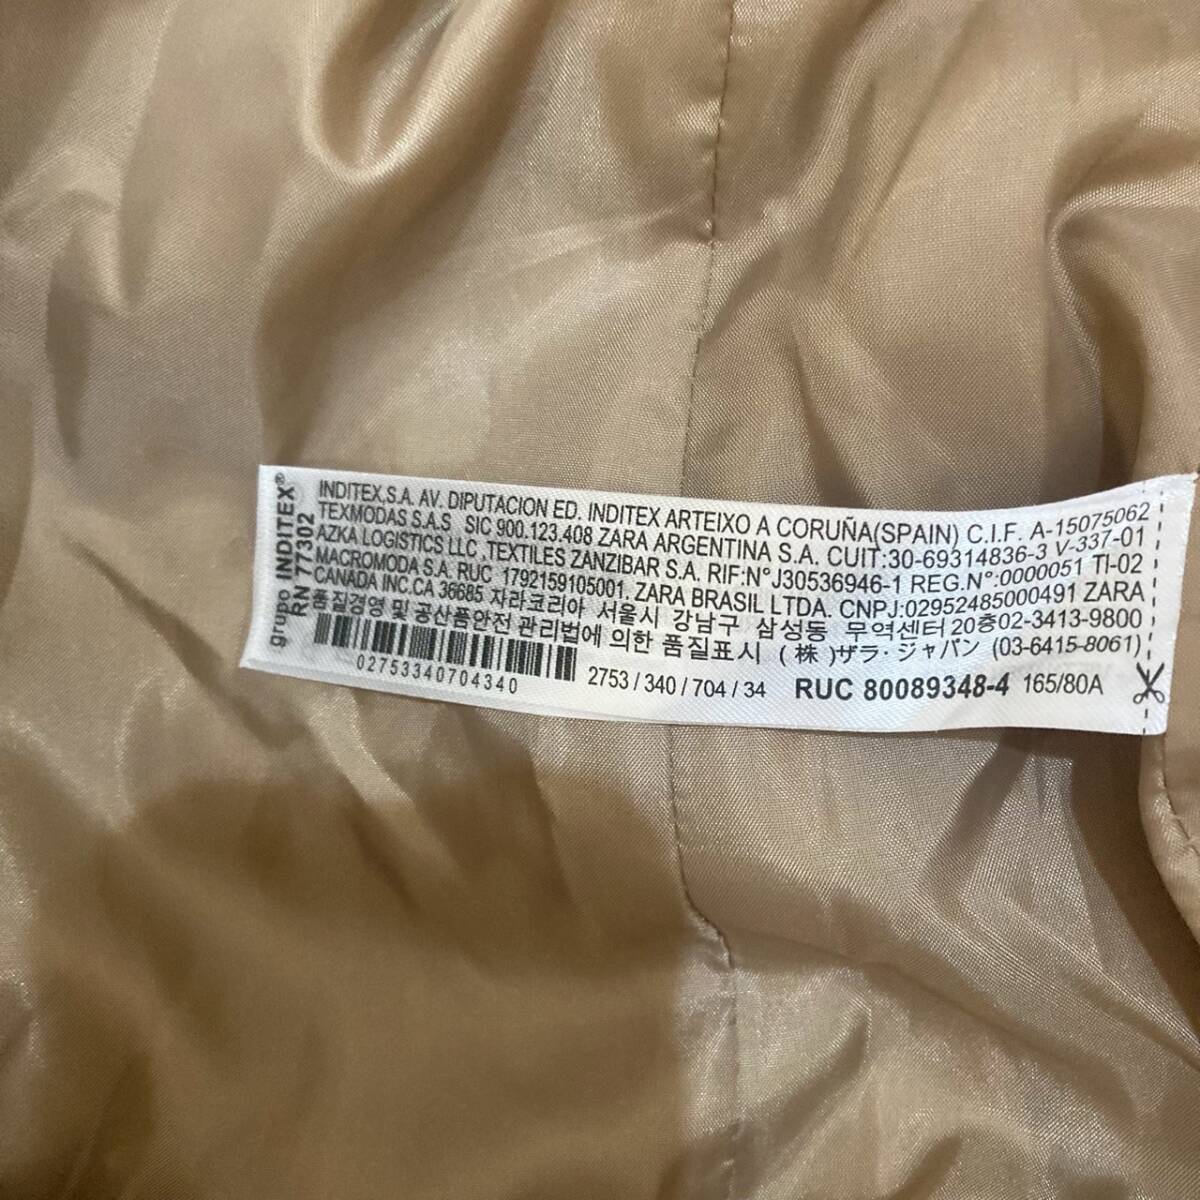 grupo INDITEX®
RN 77302
INDITEX,S.A. AV. DIPUTACION ED. INDITEX ARTEIXO A CORUÑA(SPAIN) C.I.F. A-15075062
TEXMODAS S.A.S SIC 900.123.408 ZARA ARGENTINA S.A. CUIT:30-69314836-3 V-337-01
AZKA LOGISTICS LLC ,TEXTILES ZANZIBAR S.A. RIF:N°J30536946-1 REG.N°:0000051 TI-02
MACROMODA S.A. RUC 1792159105001, ZARA BRASIL LTDA. CNPJ:02952485000491 ZARA
CANADA INC.CA 36685 자라코리아 서울시 강남구 삼성동 무역센터 20층02-3413-9800
품질경영 및 공산품안전 관리법에 의한 품질표시 (株)ザラ・ジャパン (03-6415-8061)
02753340704340
2753 / 340 / 704 / 34 RUC 80089348-4 165/80A